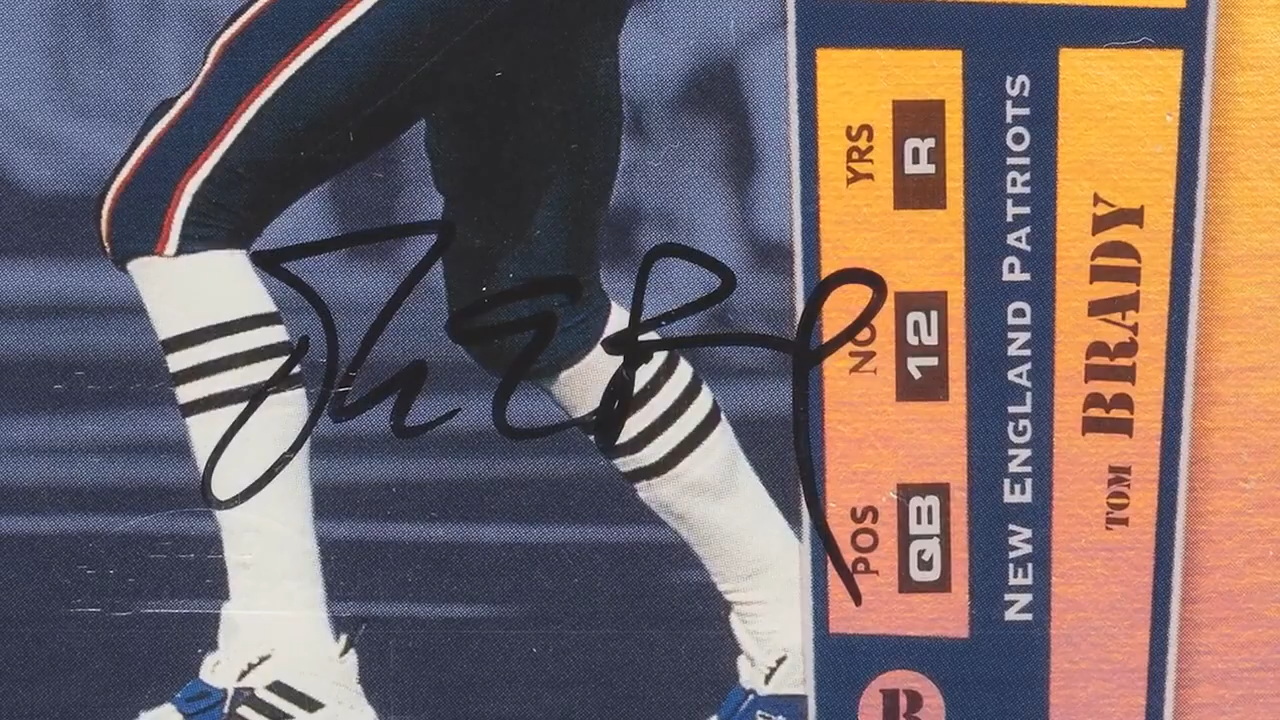 TOM BRADY
NEW ENGLAND PATRIOTS
POS NO YRS
QB 12 R
R